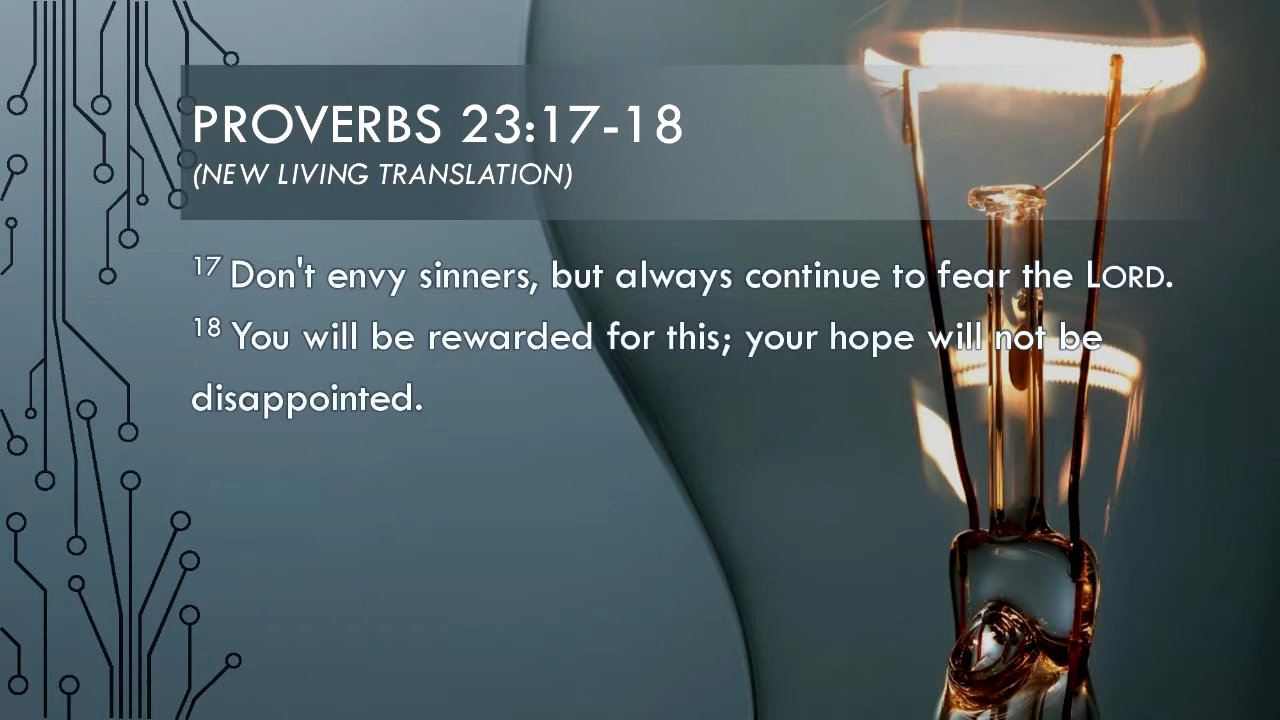 PROVERBS 23:17-18
(NEW LIVING TRANSLATION)
17 Don't envy sinners, but always continue to fear the LORD.
18 You will be rewarded for this; your hope will not be
disappointed.